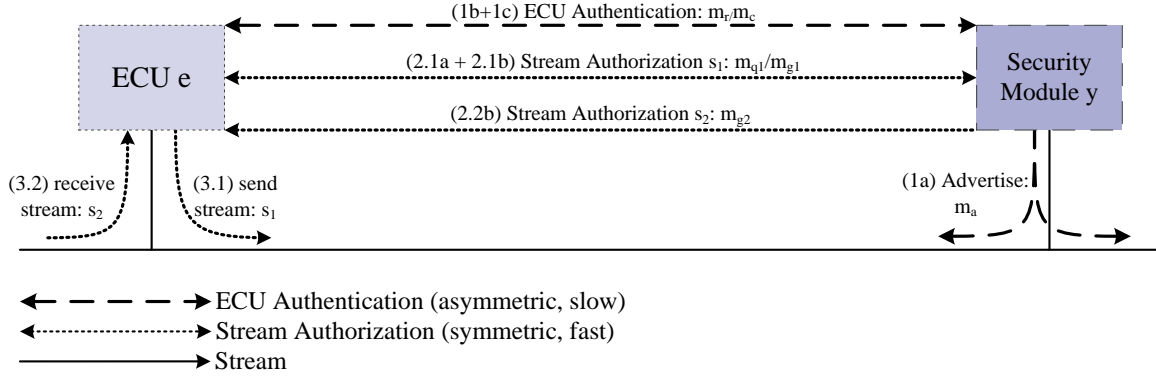 (1b+1c) ECU Authentication: mr/mc
ECU e
(2.1a + 2.1b) Stream Authorization s1: mq1/mg1
Security
Module y
(2.2b) Stream Authorization s2: mg2
(3.2) receive
stream: s2
(3.1) send
stream: s1
(1a) Advertise:
ma
ECU Authentication (asymmetric, slow)
Stream Authorization (symmetric, fast)
Stream